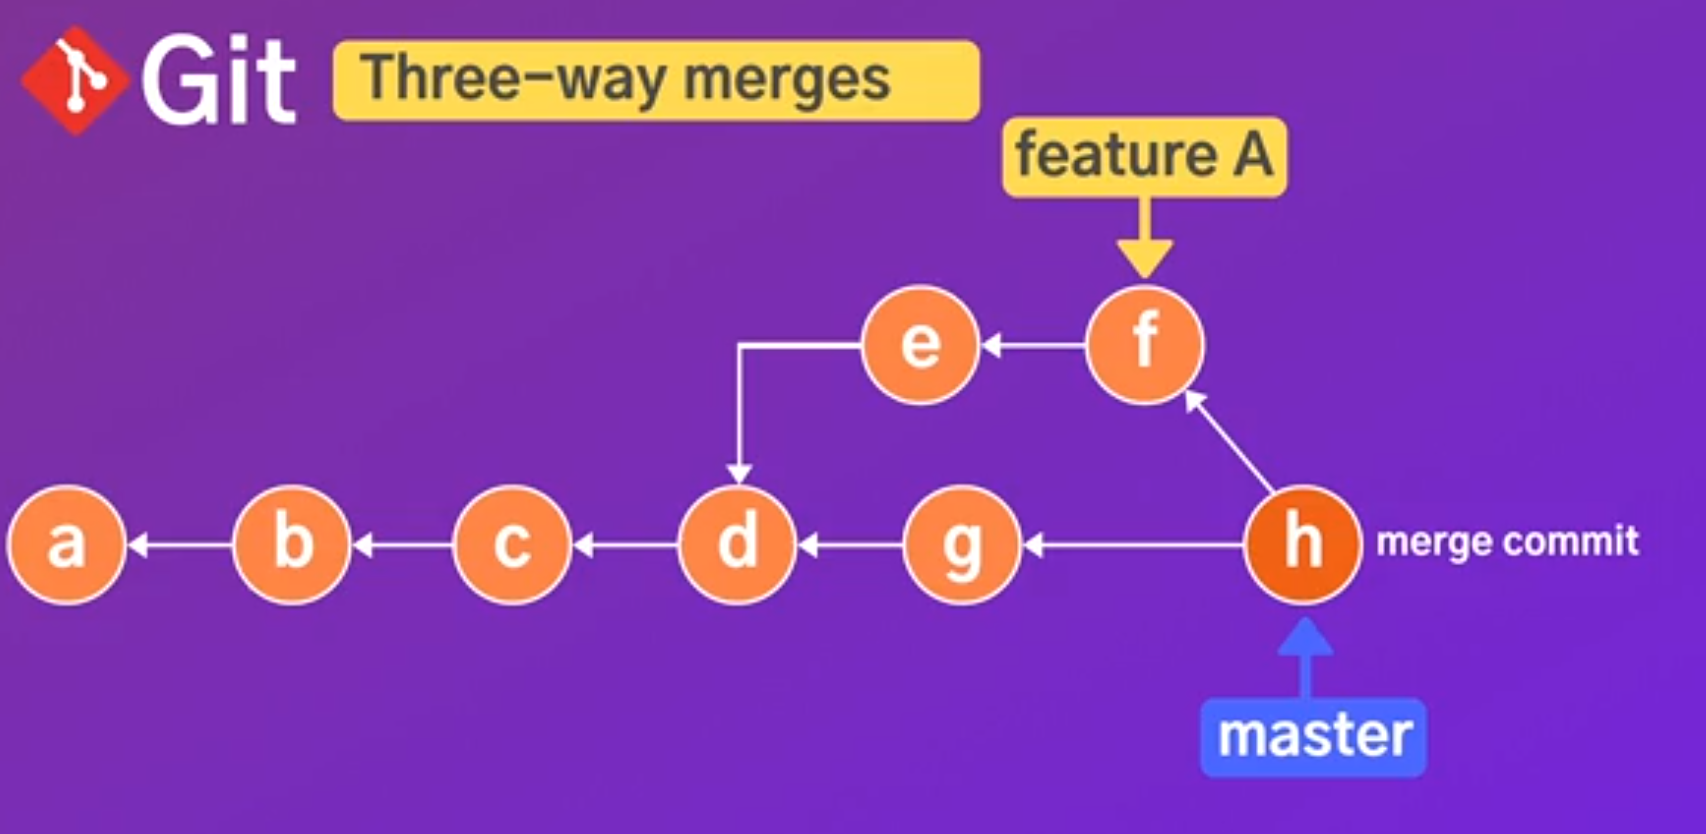 Git
Three-way merges
feature A
e
f
a
b
c
d
g
h
merge commit
master